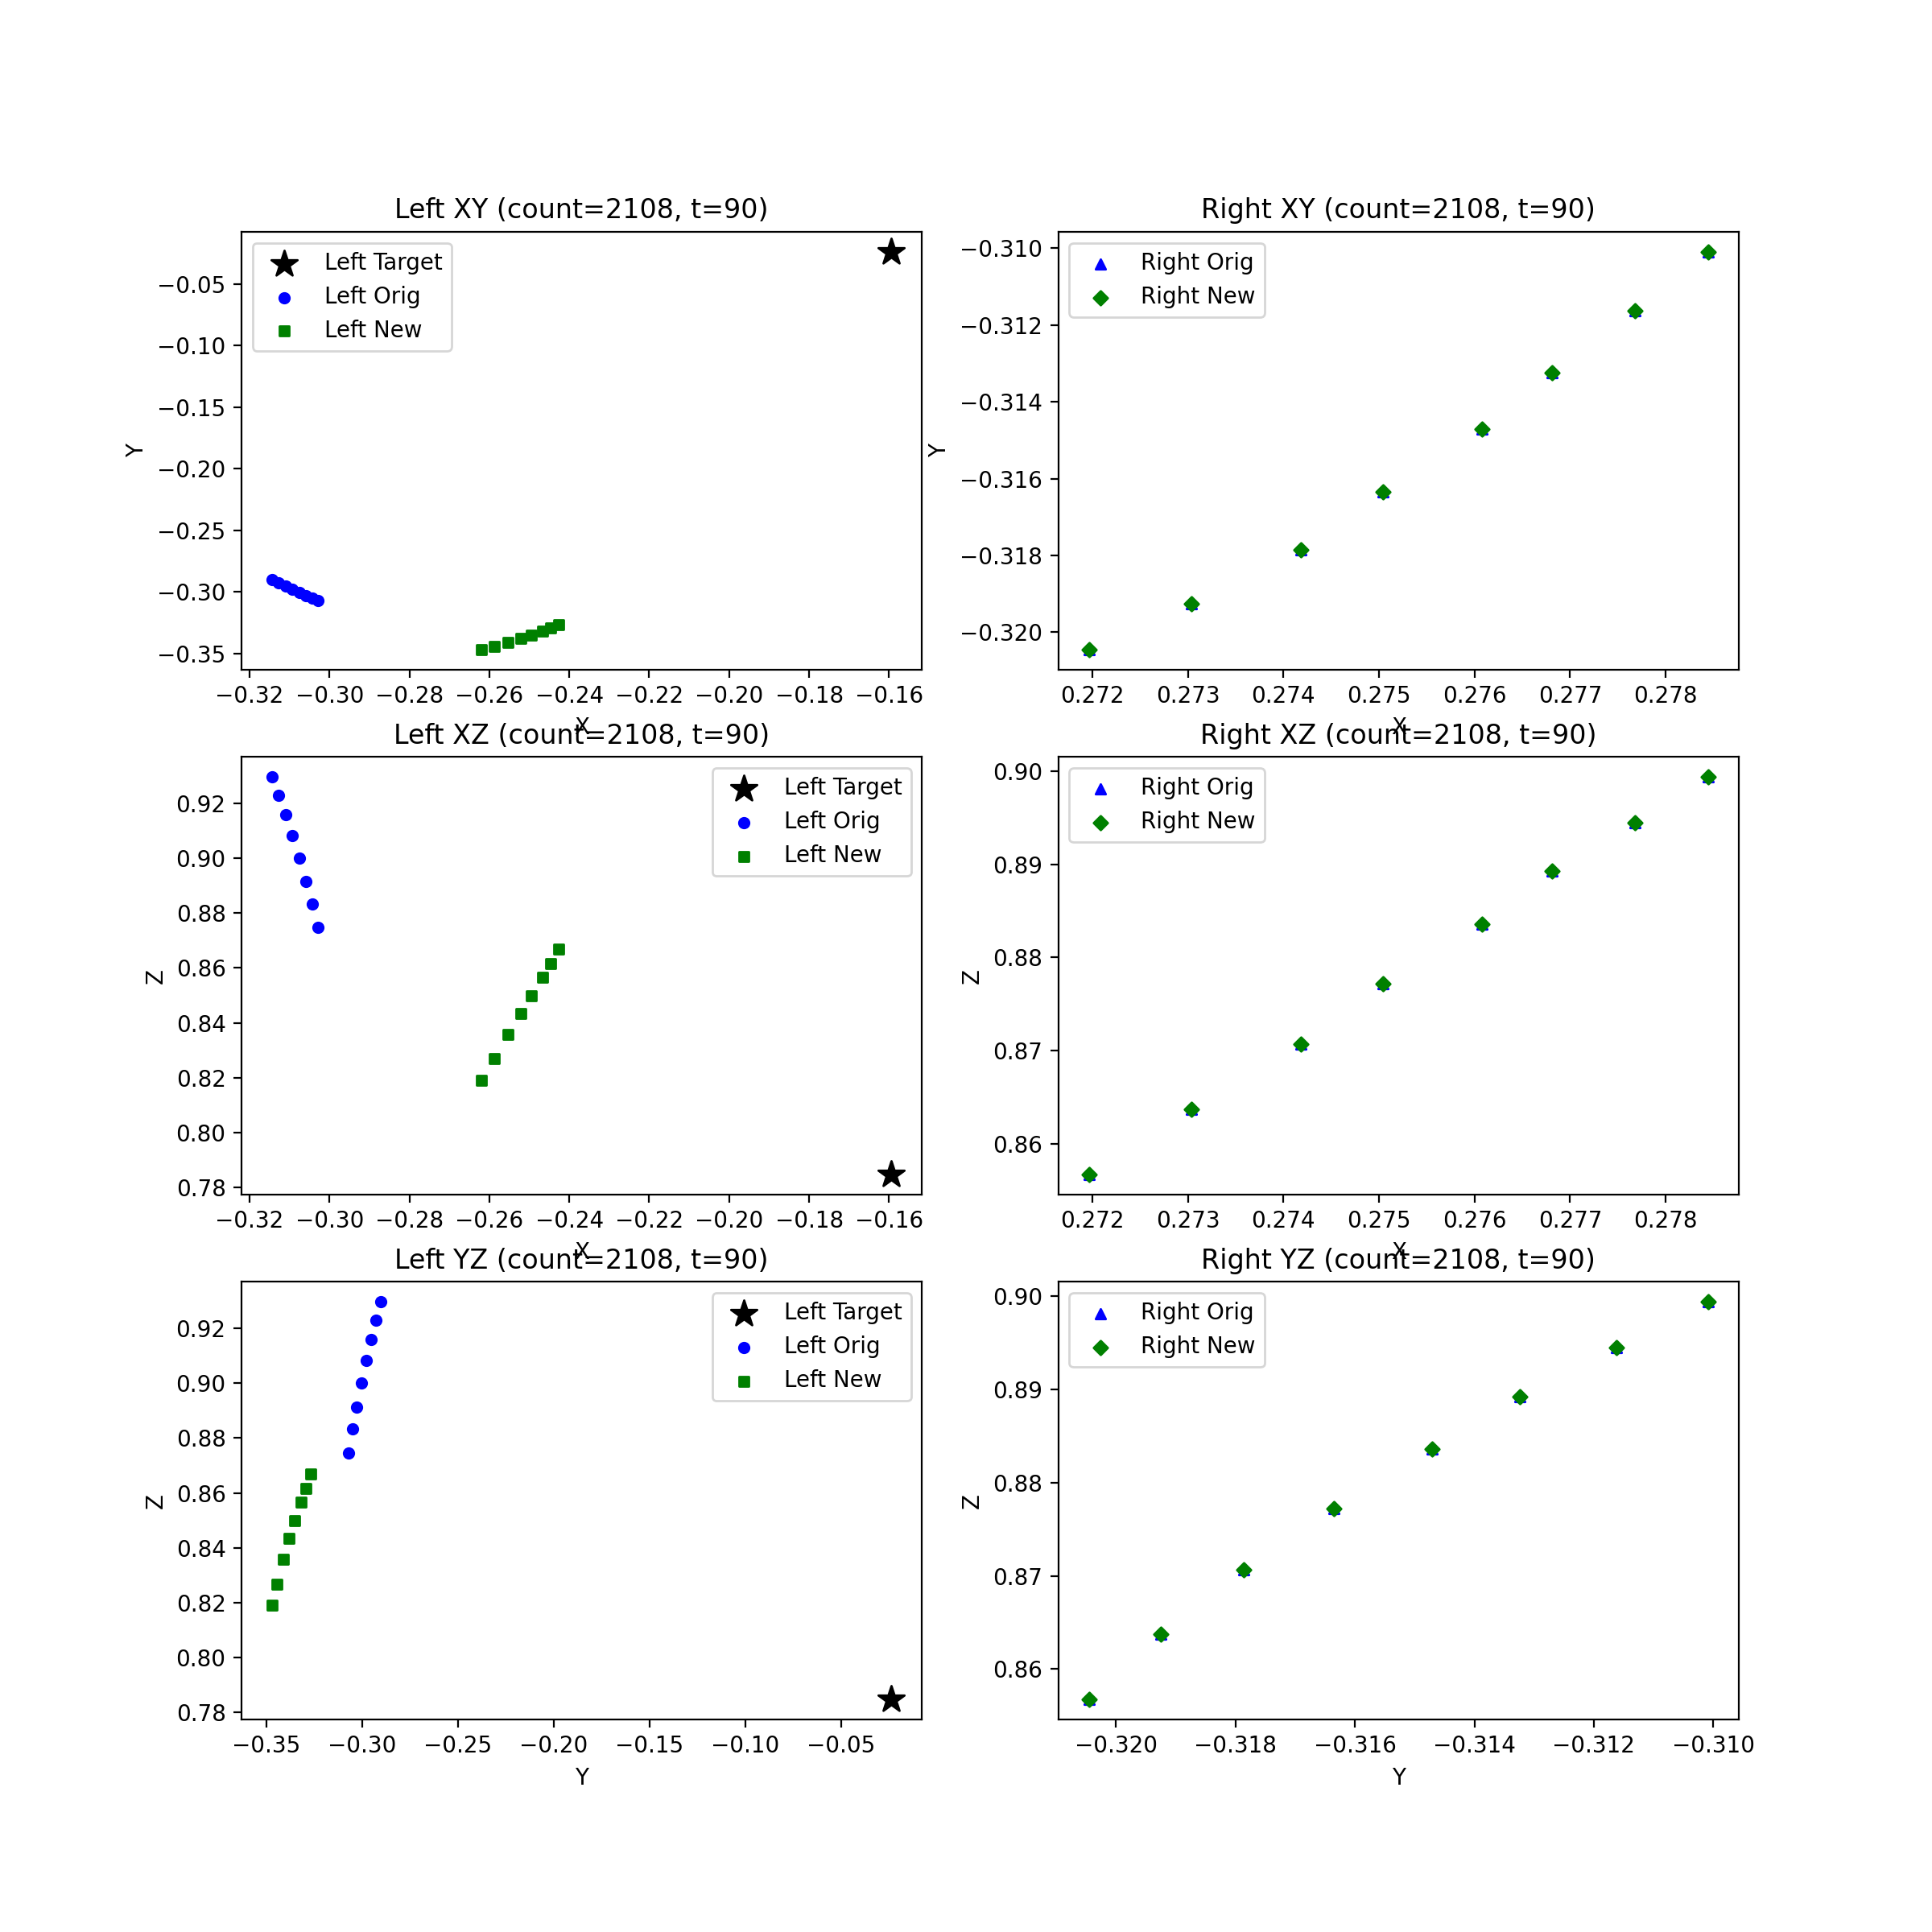 Left XY (count=2108, t=90)
Left Target
Left Orig
Left New
−0.05
−0.10
−0.15
−0.20
−0.25
−0.30
−0.35
Y
−0.32 −0.30 −0.28 −0.26 −0.24 −0.22 −0.20 −0.18 −0.16
X
Right XY (count=2108, t=90)
Right Orig
Right New
−0.310
−0.312
−0.314
−0.316
−0.318
−0.320
Y
0.272 0.273 0.274 0.275 0.276 0.277 0.278
X
Left XZ (count=2108, t=90)
Left Target
Left Orig
Left New
0.92
0.90
0.88
0.86
0.84
0.82
0.80
0.78
Z
−0.32 −0.30 −0.28 −0.26 −0.24 −0.22 −0.20 −0.18 −0.16
X
Right XZ (count=2108, t=90)
Right Orig
Right New
0.90
0.89
0.88
0.87
0.86
Z
0.272 0.273 0.274 0.275 0.276 0.277 0.278
X
Left YZ (count=2108, t=90)
Left Target
Left Orig
Left New
0.92
0.90
0.88
0.86
0.84
0.82
0.80
0.78
Z
−0.35 −0.30 −0.25 −0.20 −0.15 −0.10 −0.05
Y
Right YZ (count=2108, t=90)
Right Orig
Right New
0.90
0.89
0.88
0.87
0.86
Z
−0.320 −0.318 −0.316 −0.314 −0.312 −0.310
Y